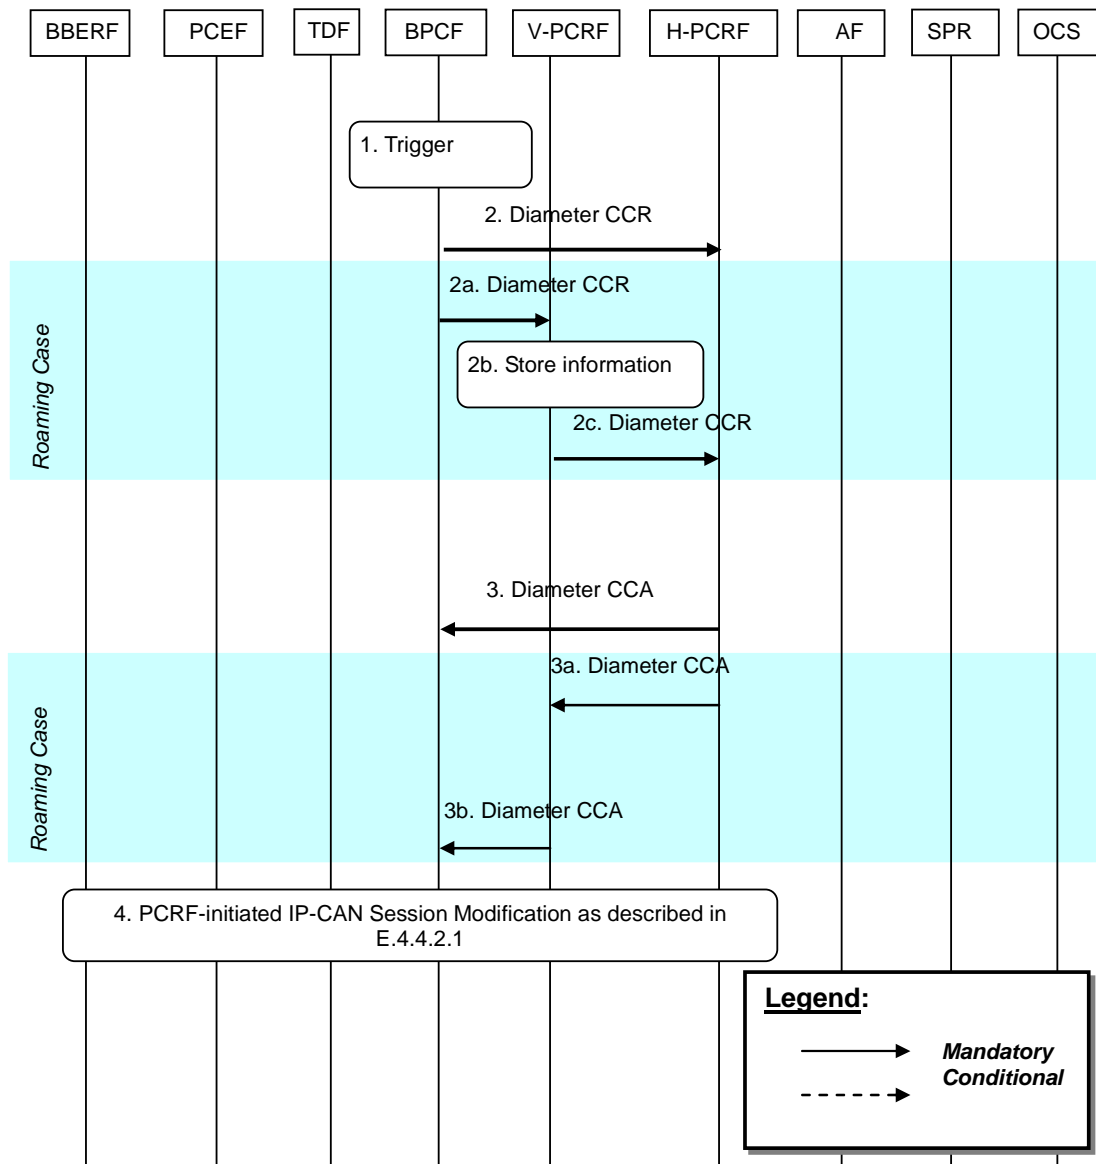 BBERF
PCEF
TDF
BPCF
V-PCRF
H-PCRF
AF
SPR
OCS
1. Trigger
2. Diameter CCR
Roaming Case
2a. Diameter CCR
2b. Store information
2c. Diameter CCR
3. Diameter CCA
Roaming Case
3a. Diameter CCA
3b. Diameter CCA
4. PCRF-initiated IP-CAN Session Modification as described in
E.4.4.2.1
Legend:
Mandatory
Conditional